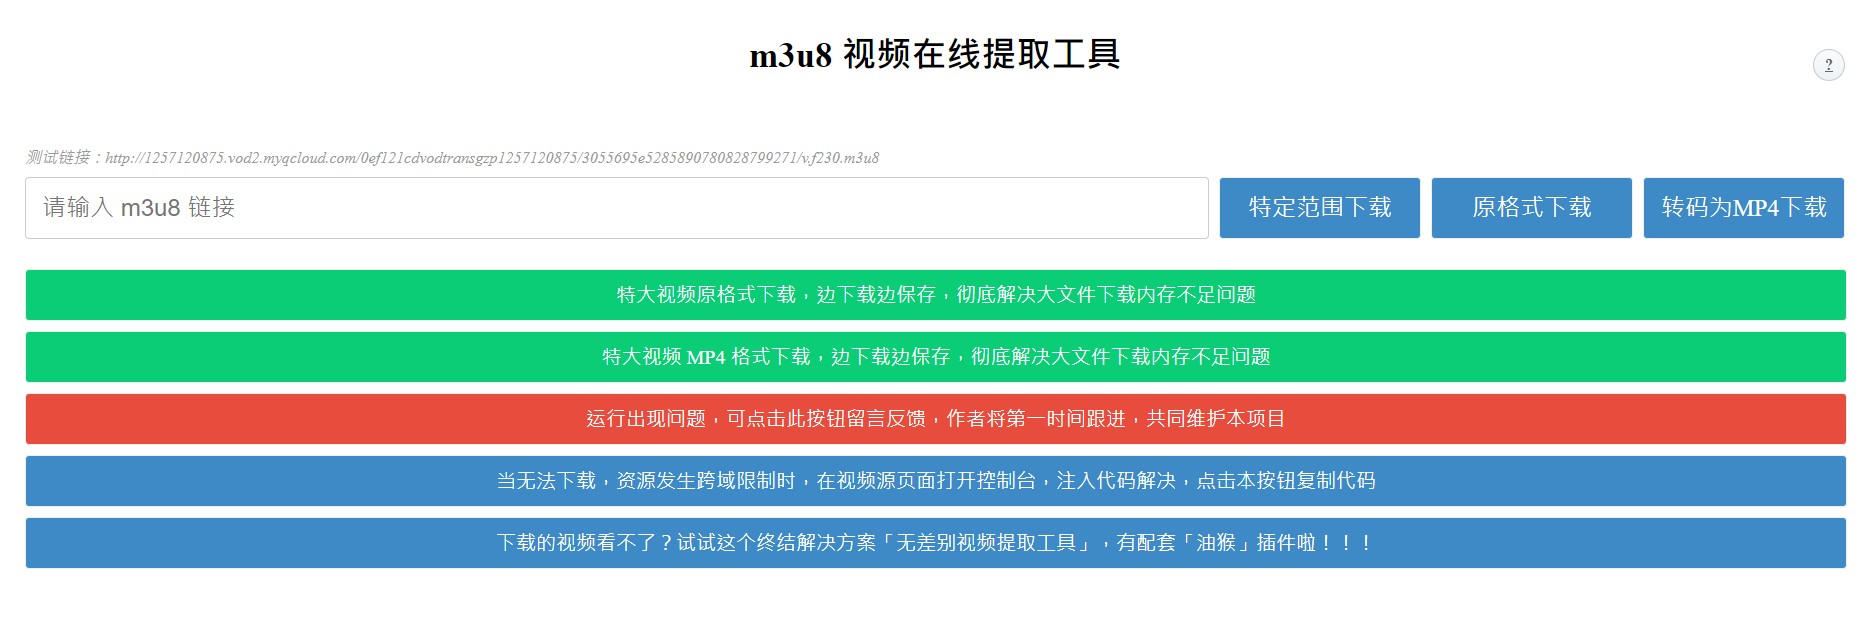 m3u8 视频在线提取工具
?
测试链接：http://1257120875.vod2.myqcloud.com/0ef121cdvodtransgzp1257120875/3055695e5285890780828799271/v.f230.m3u8
请输入 m3u8 链接
特定范围下载
原格式下载
转码为MP4下载
特大视频原格式下载，边下载边保存，彻底解决大文件下载内存不足问题
特大视频 MP4 格式下载，边下载边保存，彻底解决大文件下载内存不足问题
运行出现问题，可点击此按钮留言反馈，作者将第一时间跟进，共同维护本项目
当无法下载，资源发生跨域限制时，在视频源页面打开控制台，注入代码解决，点击本按钮复制代码
下载的视频看不了？试试这个终结解决方案「无差别视频提取工具」，有配套「油猴」插件啦！！！